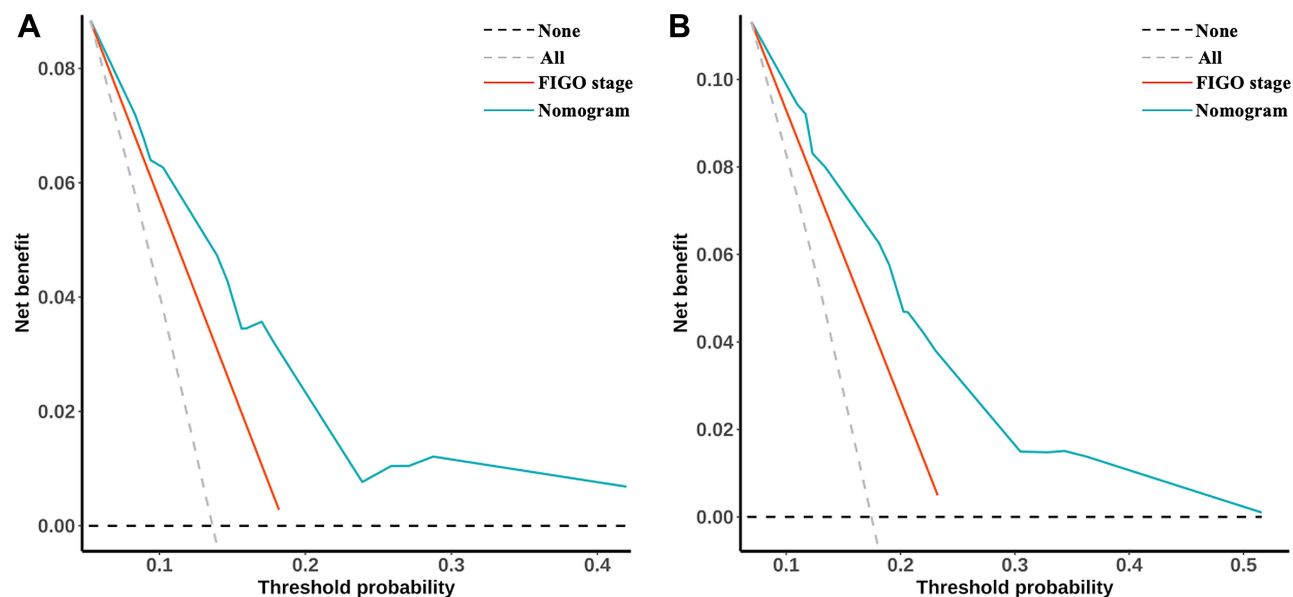 A
None
All
FIGO stage
Nomogram
Net benefit
0.08
0.06
0.04
0.02
0.00
0.1 0.2 0.3 0.4
Threshold probability
B
None
All
FIGO stage
Nomogram
Net benefit
0.10
0.08
0.06
0.04
0.02
0.00
0.1 0.2 0.3 0.4 0.5
Threshold probability